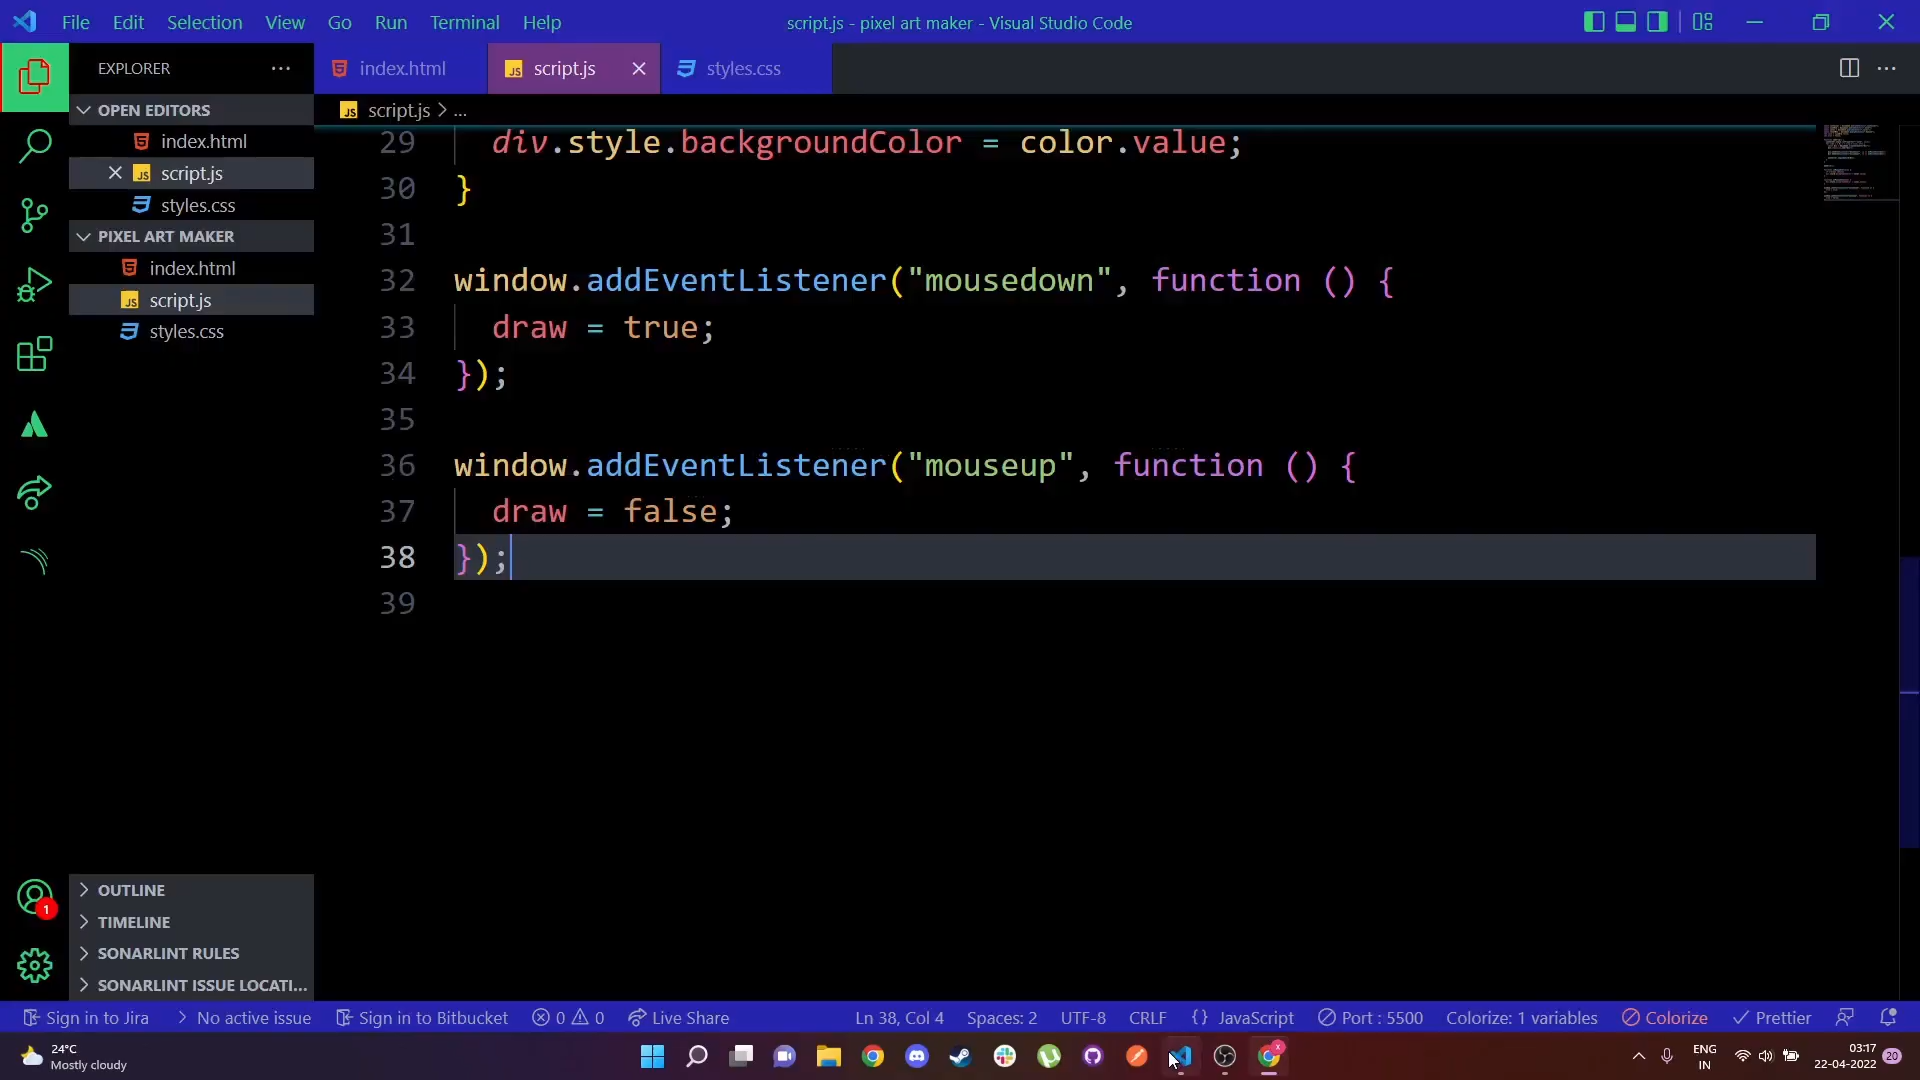 File Edit Selection View Go Run Terminal Help
script.js - pixel art maker - Visual Studio Code
EXPLORER
OPEN EDITORS
index.html
JS script.js
styles.css
PIXEL ART MAKER
index.html
JS script.js
styles.css
OUTLINE
TIMELINE
SONARLINT RULES
SONARLINT ISSUE LOCATI...
1
index.html
JS script.js
styles.css
JS script.js > ...
29 div.style.backgroundColor = color.value;
30 }
31
32 window.addEventListener("mousedown", function () {
33 draw = true;
34 });
35
36 window.addEventListener("mouseup", function () {
37 draw = false;
38 });
39
Sign in to Jira No active issue Sign in to Bitbucket 0 0 Live Share Ln 38, Col 4 Spaces: 2 UTF-8 CRLF {} JavaScript Port : 5500 Colorize: 1 variables Colorize Prettier
24°C
Mostly cloudy
ENG
IN
03:17
22-04-2022
20